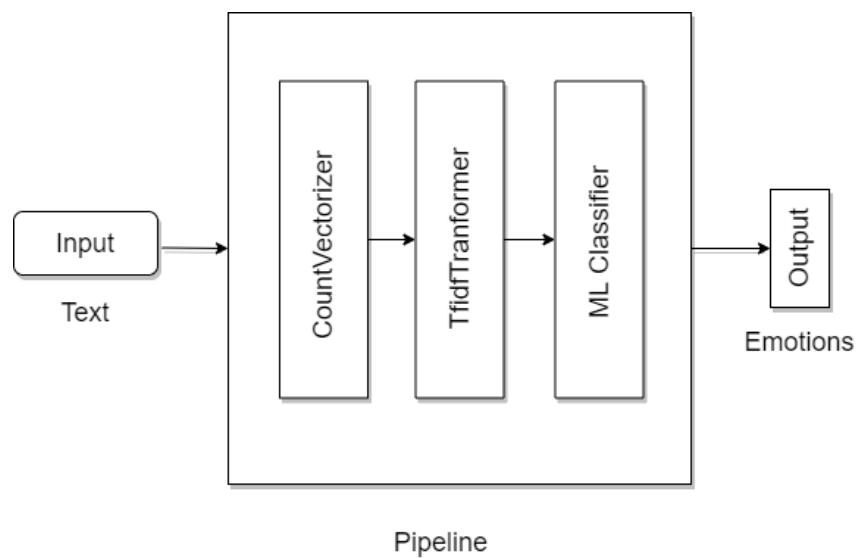 Input
Text
CountVectorizer
TfidfTranformer
ML Classifier
Output
Emotions
Pipeline